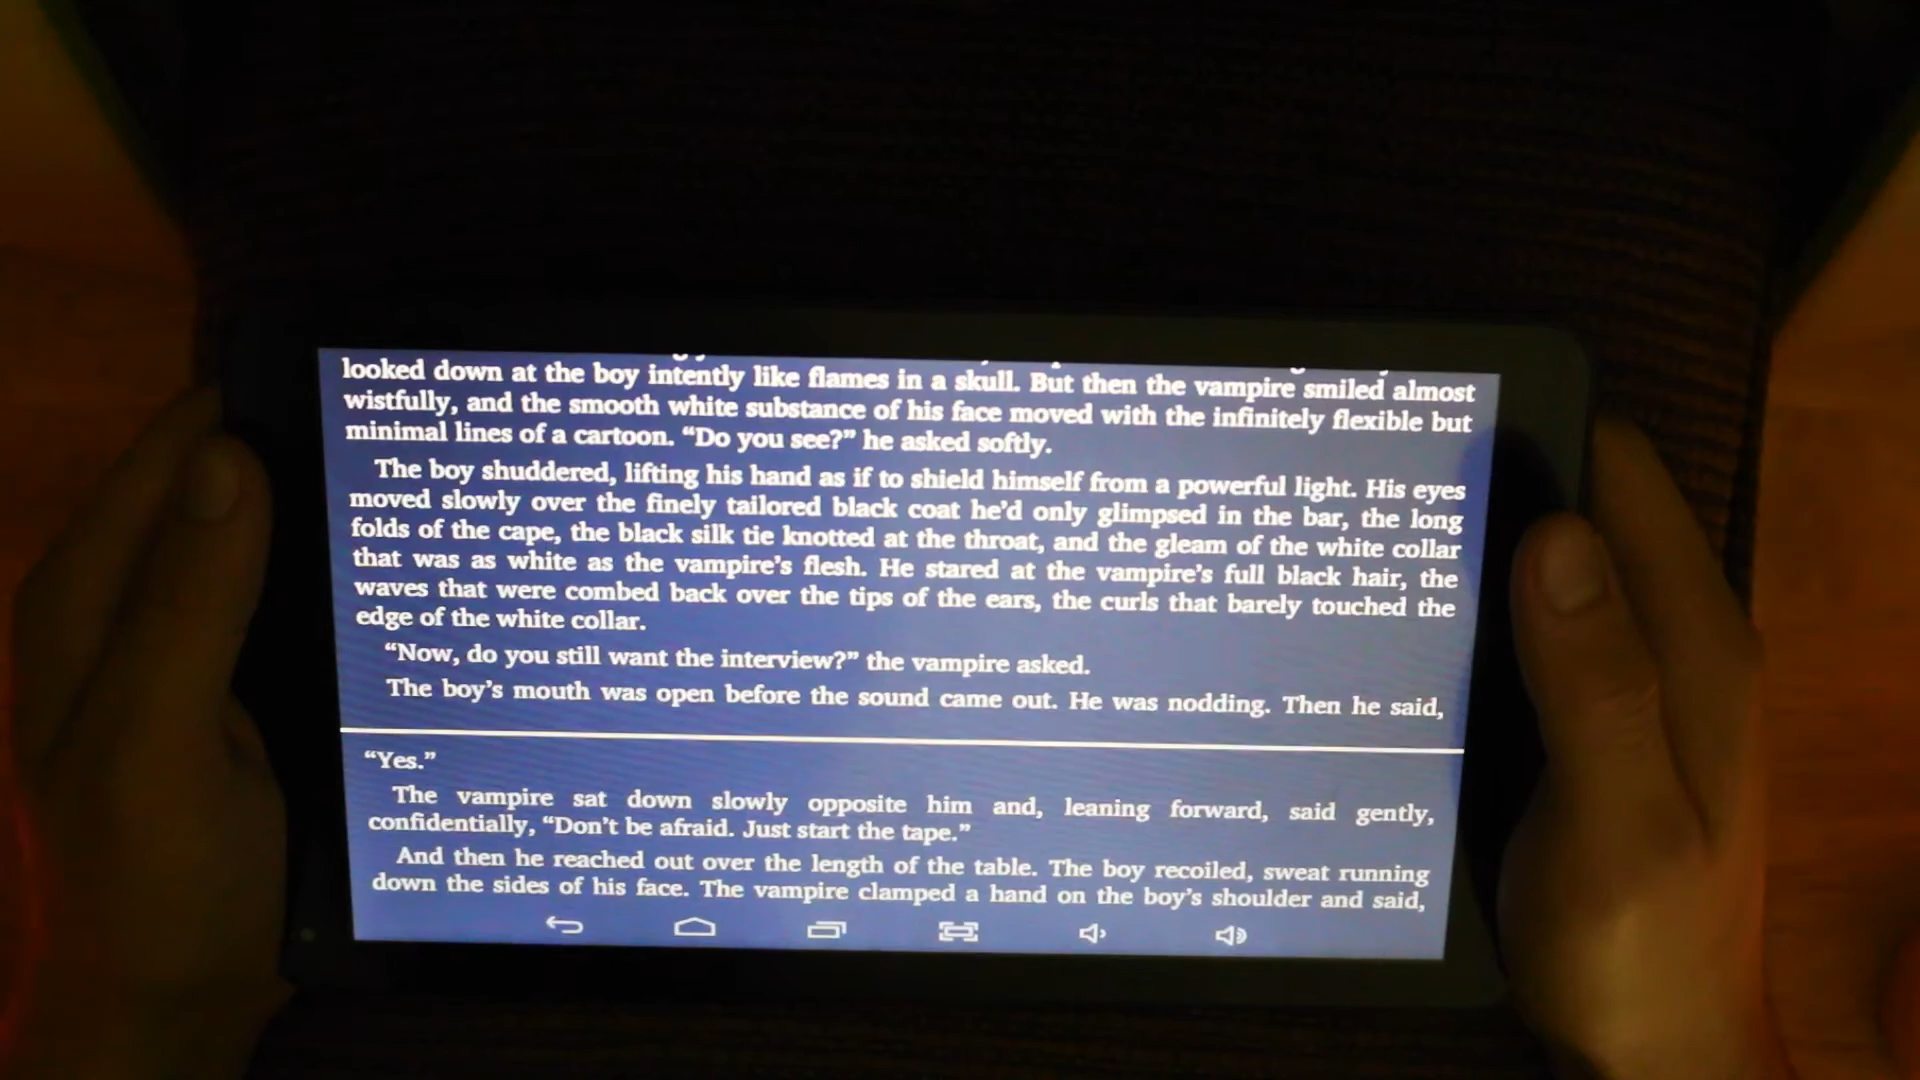 looked down at the boy intently like flames in a skull. But then the vampire smiled almost
wistfully, and the smooth white substance of his face moved with the infinitely flexible but
minimal lines of a cartoon. “Do you see?” he asked softly.
The boy shuddered, lifting his hand as if to shield himself from a powerful light. His eyes
moved slowly over the finely tailored black coat he’d only glimpsed in the bar, the long
folds of the cape, the black silk tie knotted at the throat, and the gleam of the white collar
that was as white as the vampire’s flesh. He stared at the vampire’s full black hair, the
waves that were combed back over the tips of the ears, the curls that barely touched the
edge of the white collar.
“Now, do you still want the interview?” the vampire asked.
The boy’s mouth was open before the sound came out. He was nodding. Then he said,
“Yes.”
The vampire sat down slowly opposite him and, leaning forward, said gently,
confidentially, “Don’t be afraid. Just start the tape.”
And then he reached out over the length of the table. The boy recoiled, sweat running
down the sides of his face. The vampire clamped a hand on the boy’s shoulder and said,